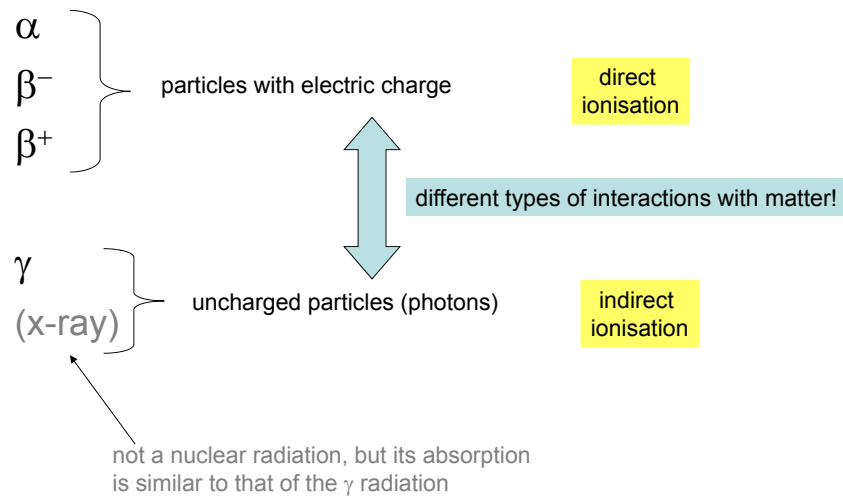 α
β⁻
β⁺
particles with electric charge
direct
ionisation
different types of interactions with matter!
γ
(x-ray)
uncharged particles (photons)
indirect
ionisation
not a nuclear radiation, but its absorption
is similar to that of the γ radiation